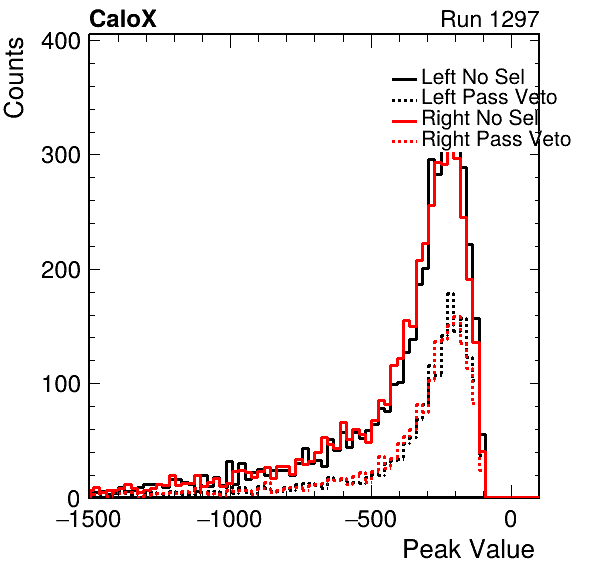 CaloX Run 1297
Counts
400
300
200
100
0
Left No Sel
Left Pass Veto
Right No Sel
Right Pass Veto
−1500 −1000 −500 0
Peak Value